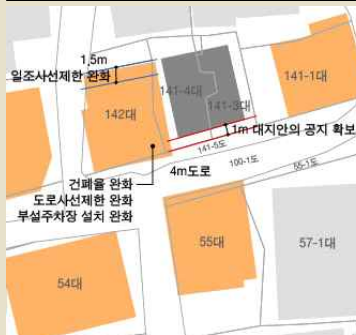 1.5m
일조사선제한 완화
141-4대
141-1대
142대
141-3대
1m 대지안의 공지 확보
141-5도
100-1도
55-1도
건폐율 완화
4m도로
도로사선제한 완화
부설주차장 설치 완화
55대
57-1대
54대